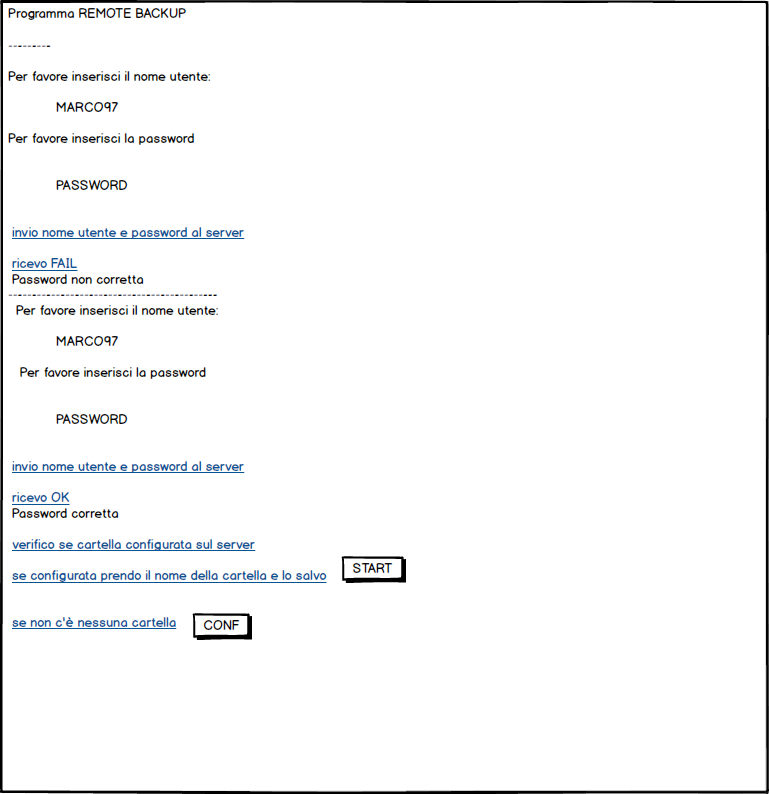 Programma REMOTE BACKUP
---------
Per favore inserisci il nome utente:
MARCO97
Per favore inserisci la password
PASSWORD
invio nome utente e password al server
ricevo FAIL
Password non corretta
------------------------------------------
Per favore inserisci il nome utente:
MARCO97
Per favore inserisci la password
PASSWORD
invio nome utente e password al server
ricevo OK
Password corretta
verifico se cartella configurata sul server
se configurata prendo il nome della cartella e lo salvo START
se non c'è nessuna cartella CONF